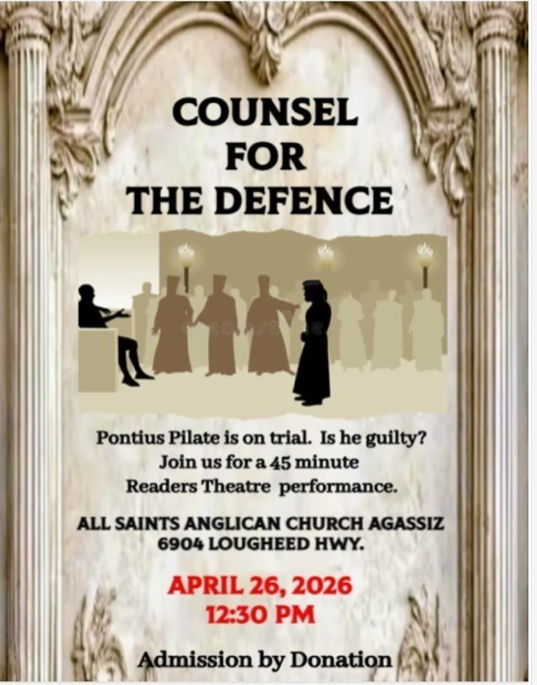 COUNSEL
FOR
THE DEFENCE
Pontius Pilate is on trial. Is he guilty?
Join us for a 45 minute
Readers Theatre performance.
ALL SAINTS ANGLICAN CHURCH AGASSIZ
6904 LOUGHEED HWY.
APRIL 26, 2026
12:30 PM
Admission by Donation